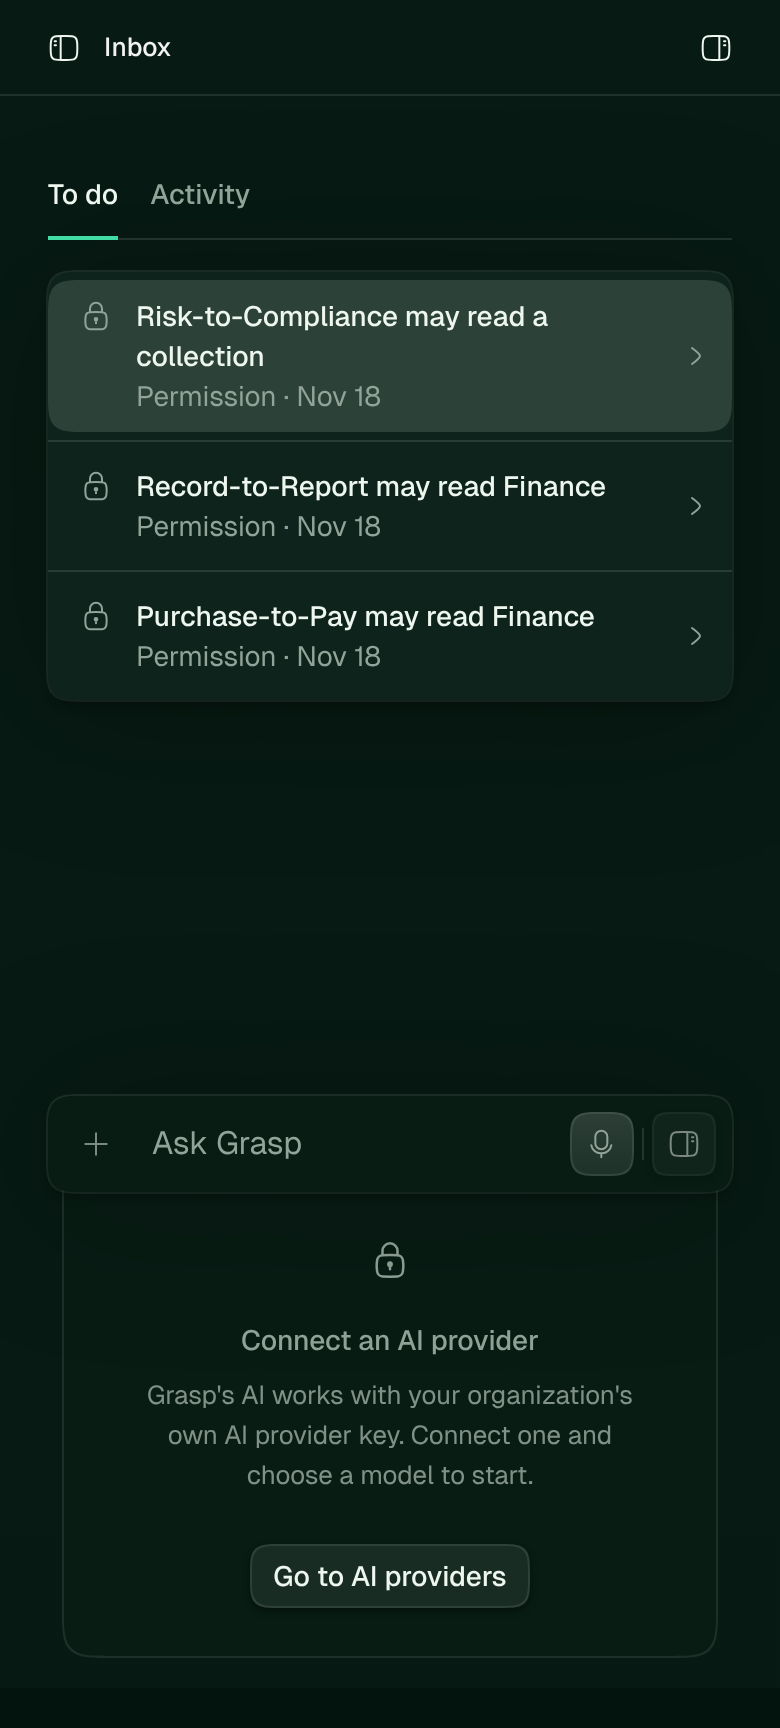 Inbox
To do
Activity
Risk-to-Compliance may read a
collection
Permission · Nov 18
Record-to-Report may read Finance
Permission · Nov 18
Purchase-to-Pay may read Finance
Permission · Nov 18
Ask Grasp
Connect an AI provider
Grasp's AI works with your organization's
own AI provider key. Connect one and
choose a model to start.
Go to AI providers